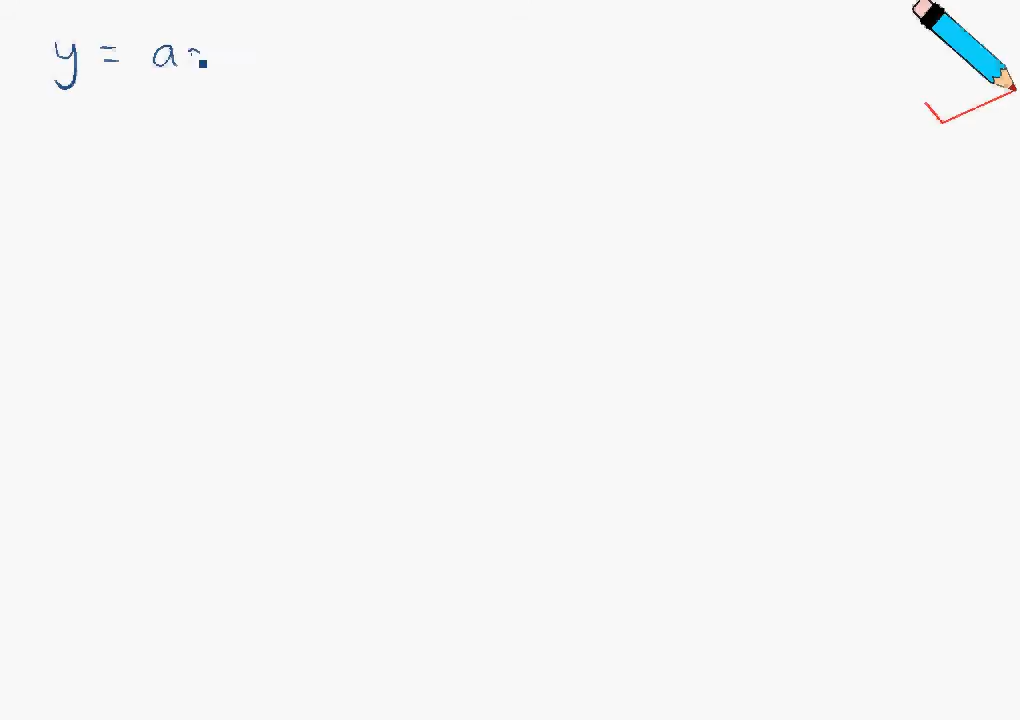 y = a